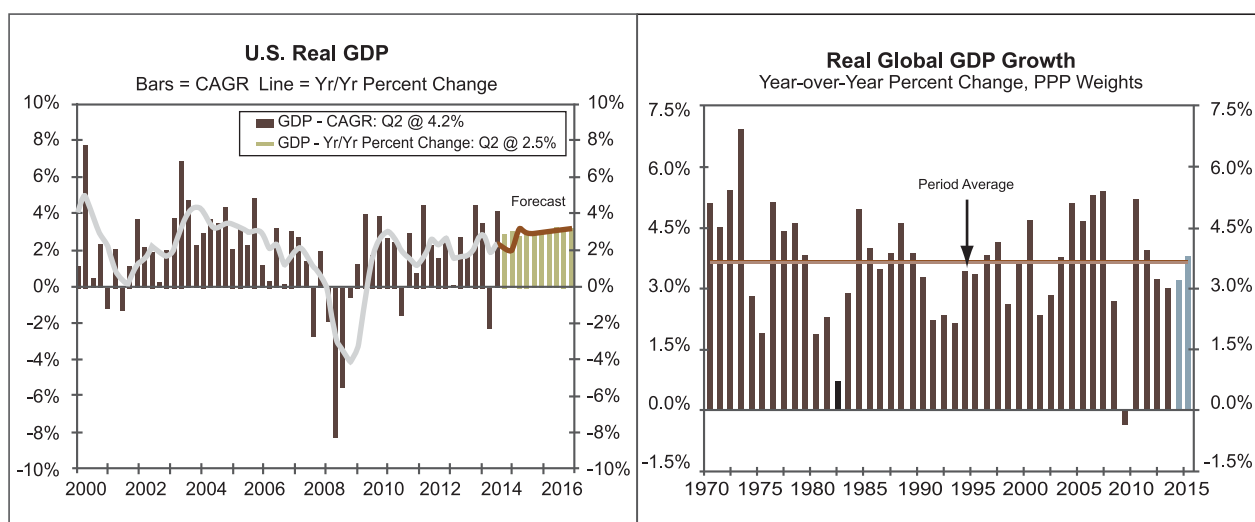 U.S. Real GDP
Bars = CAGR Line = Yr/Yr Percent Change
10% 10%
GDP - CAGR: Q2 @ 4.2%
GDP - Yr/Yr Percent Change: Q2 @ 2.5%
8% 8%
6% 6%
Forecast
4% 4%
2% 2%
0% 0%
-2% -2%
-4% -4%
-6% -6%
-8% -8%
-10% -10%
2000 2002 2004 2006 2008 2010 2012 2014 2016
Real Global GDP Growth
Year-over-Year Percent Change, PPP Weights
7.5% 7.5%
6.0% 6.0%
Period Average
4.5% 4.5%
3.0% 3.0%
1.5% 1.5%
0.0% 0.0%
-1.5% -1.5%
1970 1975 1980 1985 1990 1995 2000 2005 2010 2015